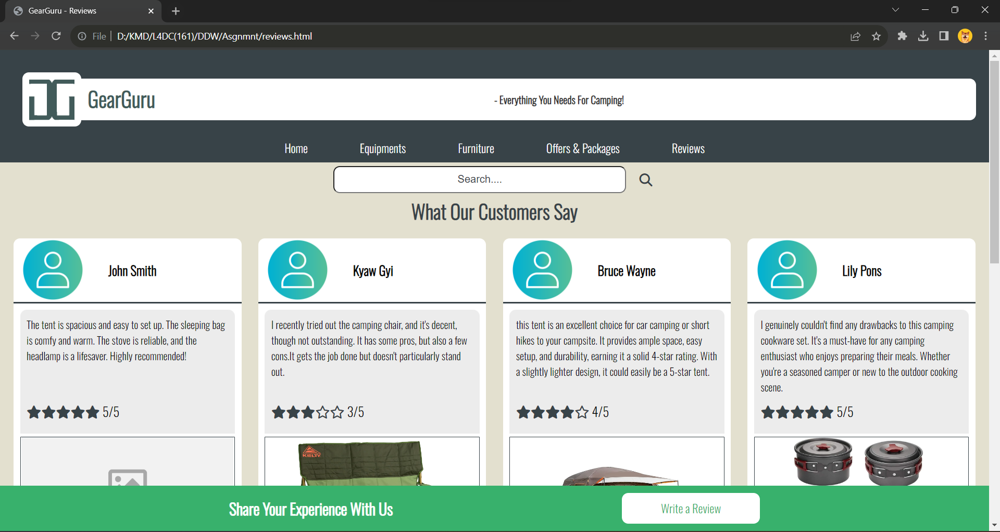 GearGuru - Reviews
File
D:/KMD/L4DC(161)/DDW/Asgnmnt/reviews.html
GearGuru
- Everything You Needs For Camping!
Home
Equipments
Furniture
Offers & Packages
Reviews
Search....
What Our Customers Say
John Smith
The tent is spacious and easy to set up. The sleeping bag
is comfy and warm. The stove is reliable, and the
headlamp is a lifesaver. Highly recommended!
5/5
Kyaw Gyi
I recently tried out the camping chair, and it's decent,
though not outstanding. It has some pros, but also a few
cons.It gets the job done but doesn't particularly stand
out.
3/5
KELTY
Bruce Wayne
this tent is an excellent choice for car camping or short
hikes to your campsite. It provides ample space, easy
setup, and durability, earning it a solid 4-star rating. With
a slightly lighter design, it could easily be a 5-star tent.
4/5
Lily Pons
I genuinely couldn't find any drawbacks to this camping
cookware set. It's a must-have for any camping
enthusiast who enjoys preparing their meals. Whether
you're a seasoned camper or new to the outdoor cooking
scene.
5/5
Share Your Experience With Us
Write a Review